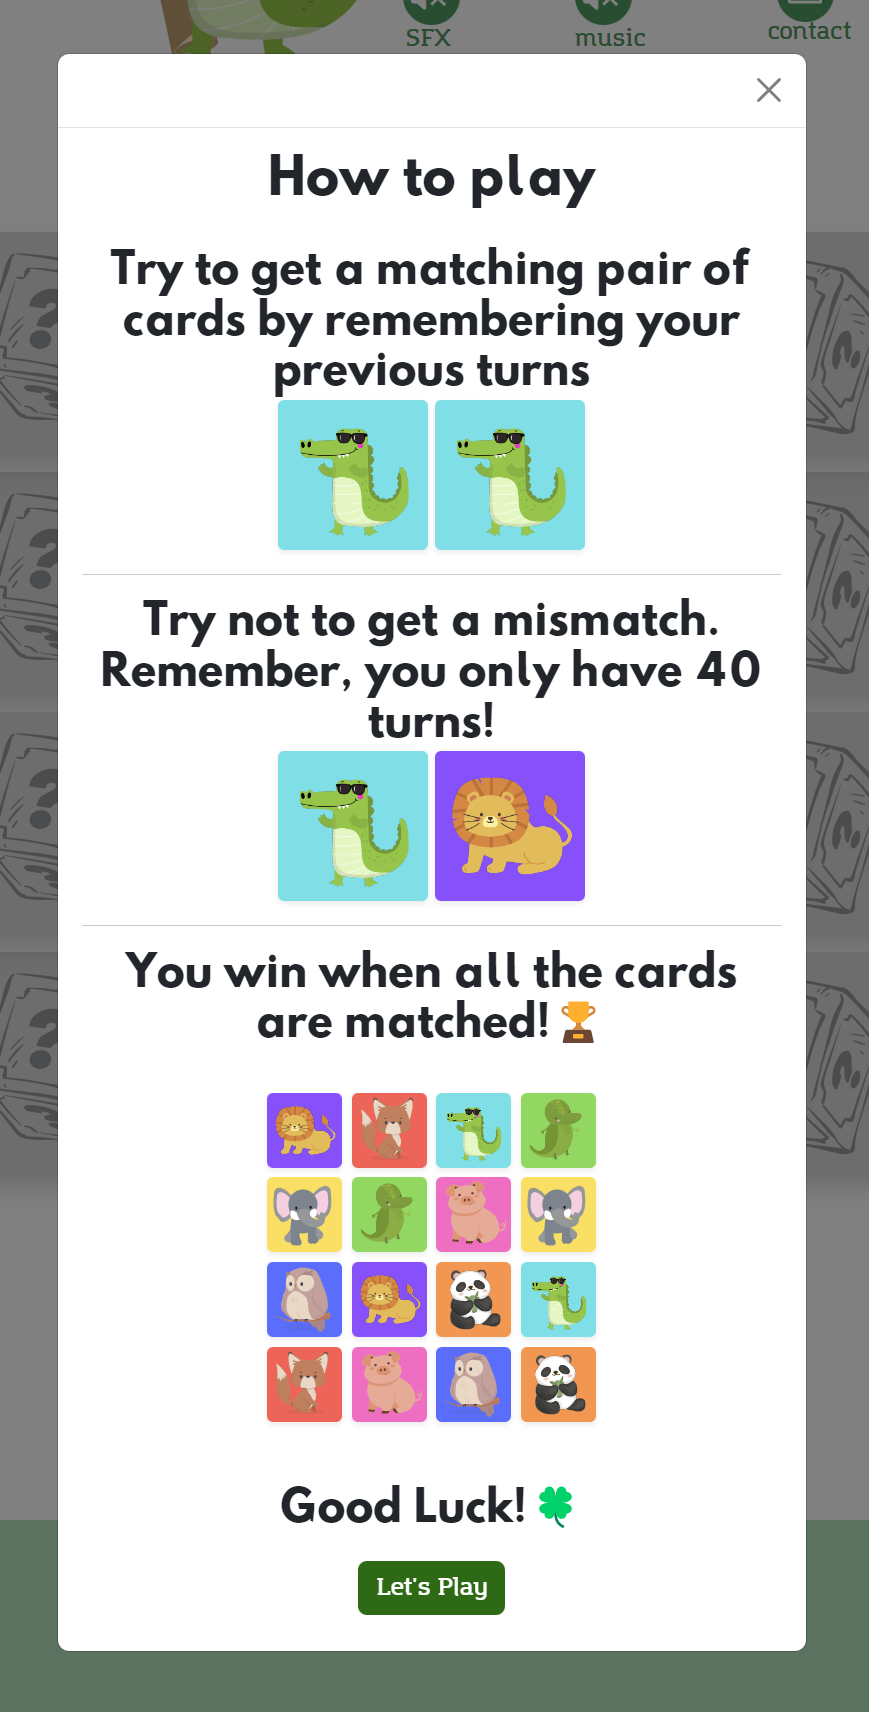 SFX music contact
How to play
Try to get a matching pair of
cards by remembering your
previous turns
Try not to get a mismatch.
Remember, you only have 40
turns!
You win when all the cards
are matched! 🏆
Good Luck! 🍀
Let's Play